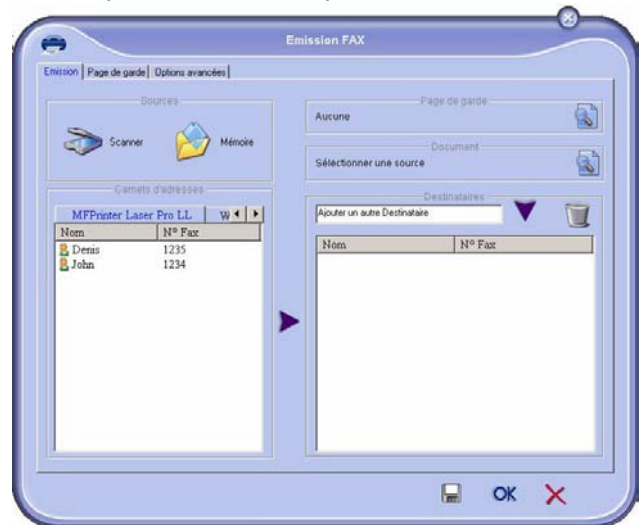 Emission FAX
Emission Page de garde Options avancées
Sources
Scanner Mémoire
Page de garde
Aucune
Document
Sélectionner une source
Carnets d'adresses
MFPrinter Laser Pro LL W
Nom N° Fax
Denis 1235
John 1234
Destinataires
Ajouter un autre Destinataire
Nom N° Fax
OK